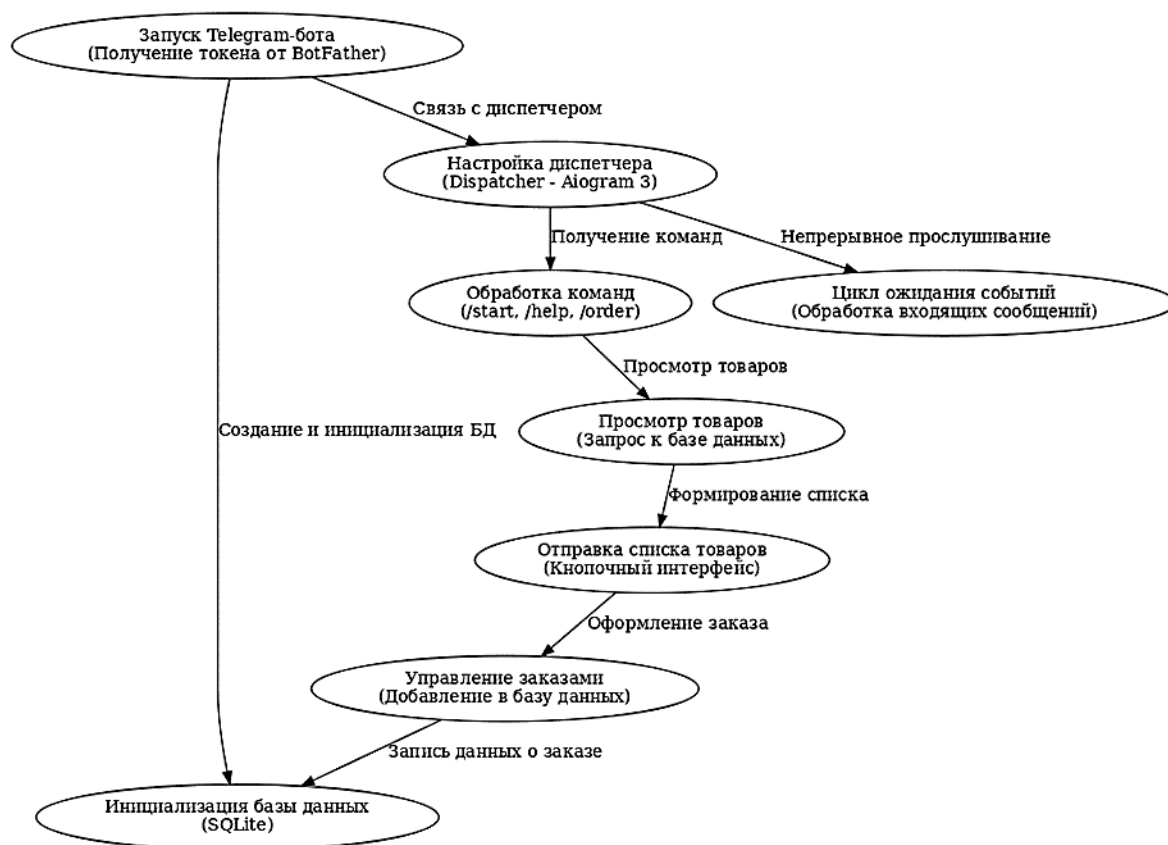 Запуск Telegram-бота
(Получение токена от BotFather)
Связь с диспетчером
Настройка диспетчера
(Dispatcher - Aiogram 3)
Получение команд
Непрерывное прослушивание
Обработка команд
(/start, /help, /order)
Цикл ожидания событий
(Обработка входящих сообщений)
Просмотр товаров
Просмотр товаров
(Запрос к базе данных)
Создание и инициализация БД
Формирование списка
Отправка списка товаров
(Кнопочный интерфейс)
Оформление заказа
Управление заказами
(Добавление в базу данных)
Запись данных о заказе
Инициализация базы данных
(SQLite)